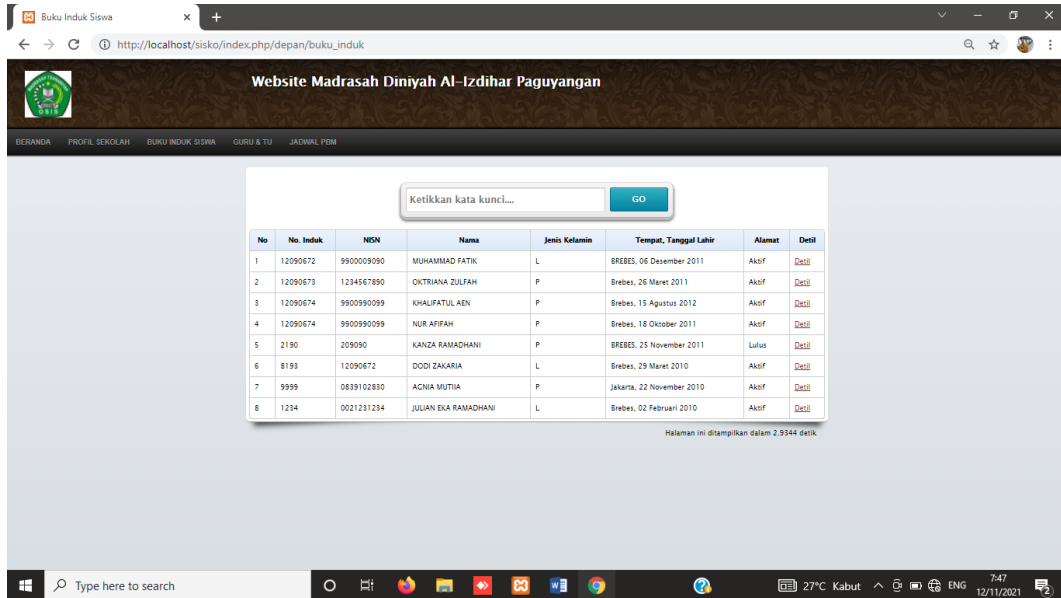 Buku Induk Siswa
http://localhost/sisko/index.php/depan/buku_induk
Website Madrasah Diniyah Al-Izdihar Paguyangan
OSIS
BERANDA PROFIL SEKOLAH BUKU INDUK SISWA GURU & TU JADWAL PBM
Ketikkan kata kunci.... GO
No No. Induk NISN Nama Jenis Kelamin Tempat, Tanggal Lahir Alamat Detil
1 12090672 9900009090 MUHAMMAD FATIK L BREBES, 06 Desember 2011 Aktif Detil
2 12090673 1234567890 OKTRIANA ZULFAH P Brebes, 26 Maret 2011 Aktif Detil
3 12090674 9900990099 KHALIFATUL AEN P Brebes, 15 Agustus 2012 Aktif Detil
4 12090674 9900990099 NUR AFIFAH P Brebes, 18 Oktober 2011 Aktif Detil
5 2190 209090 KANZA RAMADHANI P BREBES, 25 November 2011 Lulus Detil
6 8193 12090672 DODI ZAKARIA L Brebes, 29 Maret 2010 Aktif Detil
7 9999 0839102830 AGNIA MUTIIA P Jakarta, 22 November 2010 Aktif Detil
8 1234 0021231234 JULIAN EKA RAMADHANI L Brebes, 02 Februari 2010 Aktif Detil
Halaman ini ditampilkan dalam 2.9344 detik
Type here to search 27°C Kabut ENG 7:47
12/11/2021